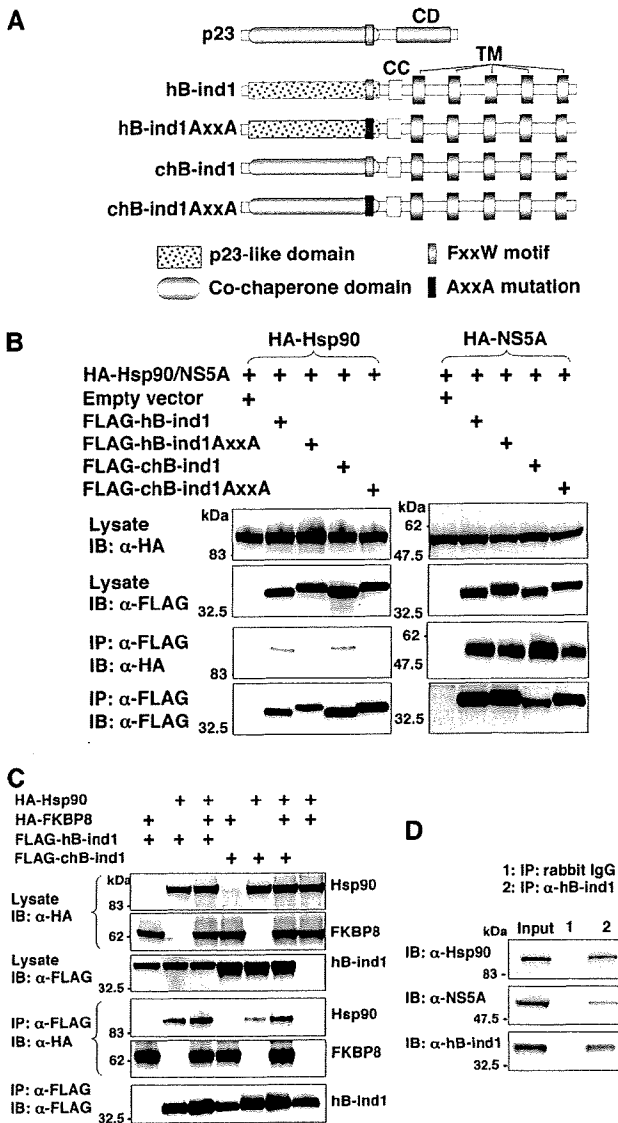 A
p23
CD
CC
TM
hB-ind1
hB-ind1AxxA
chB-ind1
chB-ind1AxxA
p23-like domain
FxxW motif
Co-chaperone domain
AxxA mutation
B
HA-Hsp90 HA-NS5A
HA-Hsp90/NS5A + + + + + + + + + +
Empty vector + +
FLAG-hB-ind1 + +
FLAG-hB-ind1AxxA + +
FLAG-chB-ind1 + +
FLAG-chB-ind1AxxA + +
kDa kDa
Lysate 62
IB: α-HA 83 47.5
Lysate
IB: α-FLAG 32.5 32.5
IP: α-FLAG 62
IB: α-HA 83 47.5
IP: α-FLAG
IB: α-FLAG 32.5 32.5
C
HA-Hsp90 + + + + +
HA-FKBP8 + + + + +
FLAG-hB-ind1 + + +
FLAG-chB-ind1 + + +
kDa
Hsp90
83
Lysate
IB: α-HA
FKBP8
62
Lysate
IB: α-FLAG
hB-ind1
32.5
Hsp90
83
IP: α-FLAG
IB: α-HA
62
FKBP8
IP: α-FLAG
IB: α-FLAG
hB-ind1
32.5
D
1: IP: rabbit IgG
2: IP: α-hB-ind1
kDa Input 1 2
IB: α-Hsp90
83
IB: α-NS5A
47.5
IB: α-hB-ind1
32.5